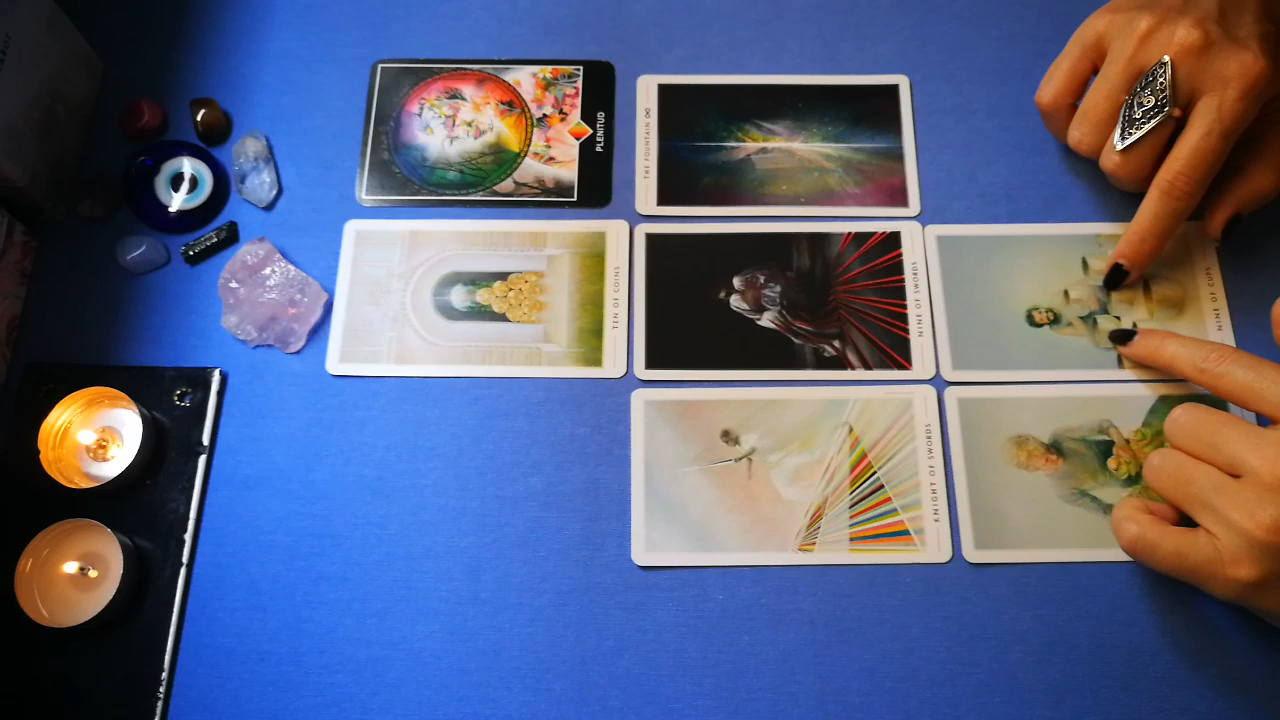 PLENITUD
THE FOUNTAIN ∞
TEN OF COINS
NINE OF SWORDS
NINE OF CUPS
KNIGHT OF SWORDS